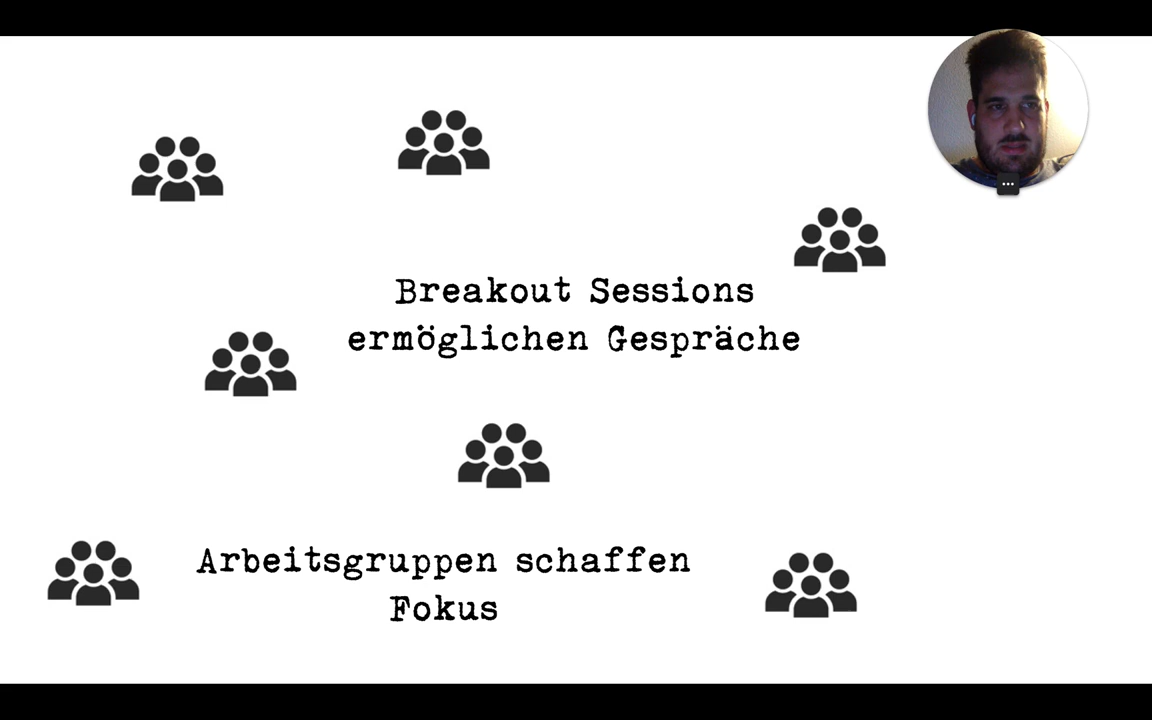 Breakout Sessions
ermöglichen Gespräche
Arbeitsgruppen schaffen
Fokus